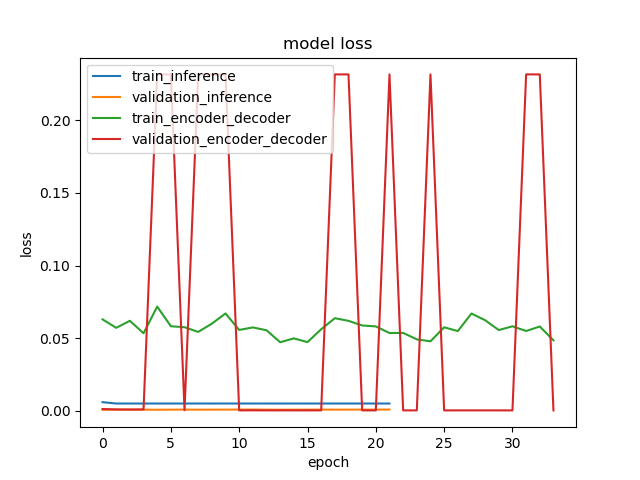 model loss
train_inference
validation_inference
train_encoder_decoder
validation_encoder_decoder
0.20
0.15
0.10
0.05
0.00
loss
0 5 10 15 20 25 30
epoch